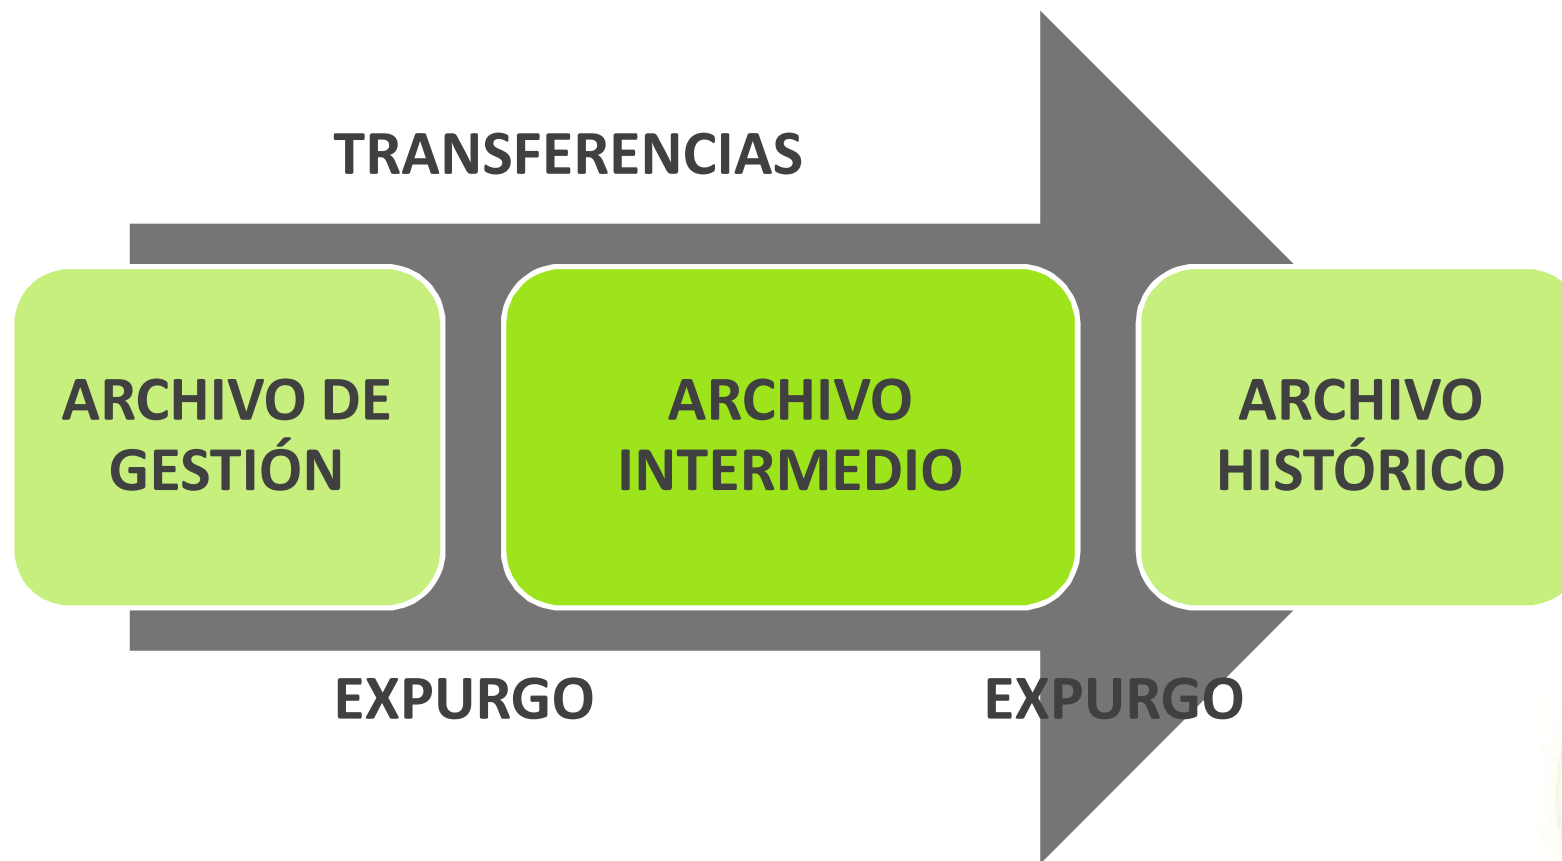 TRANSFERENCIAS
ARCHIVO DE
GESTIÓN
ARCHIVO
INTERMEDIO
ARCHIVO
HISTÓRICO
EXPURGO
EXPURGO